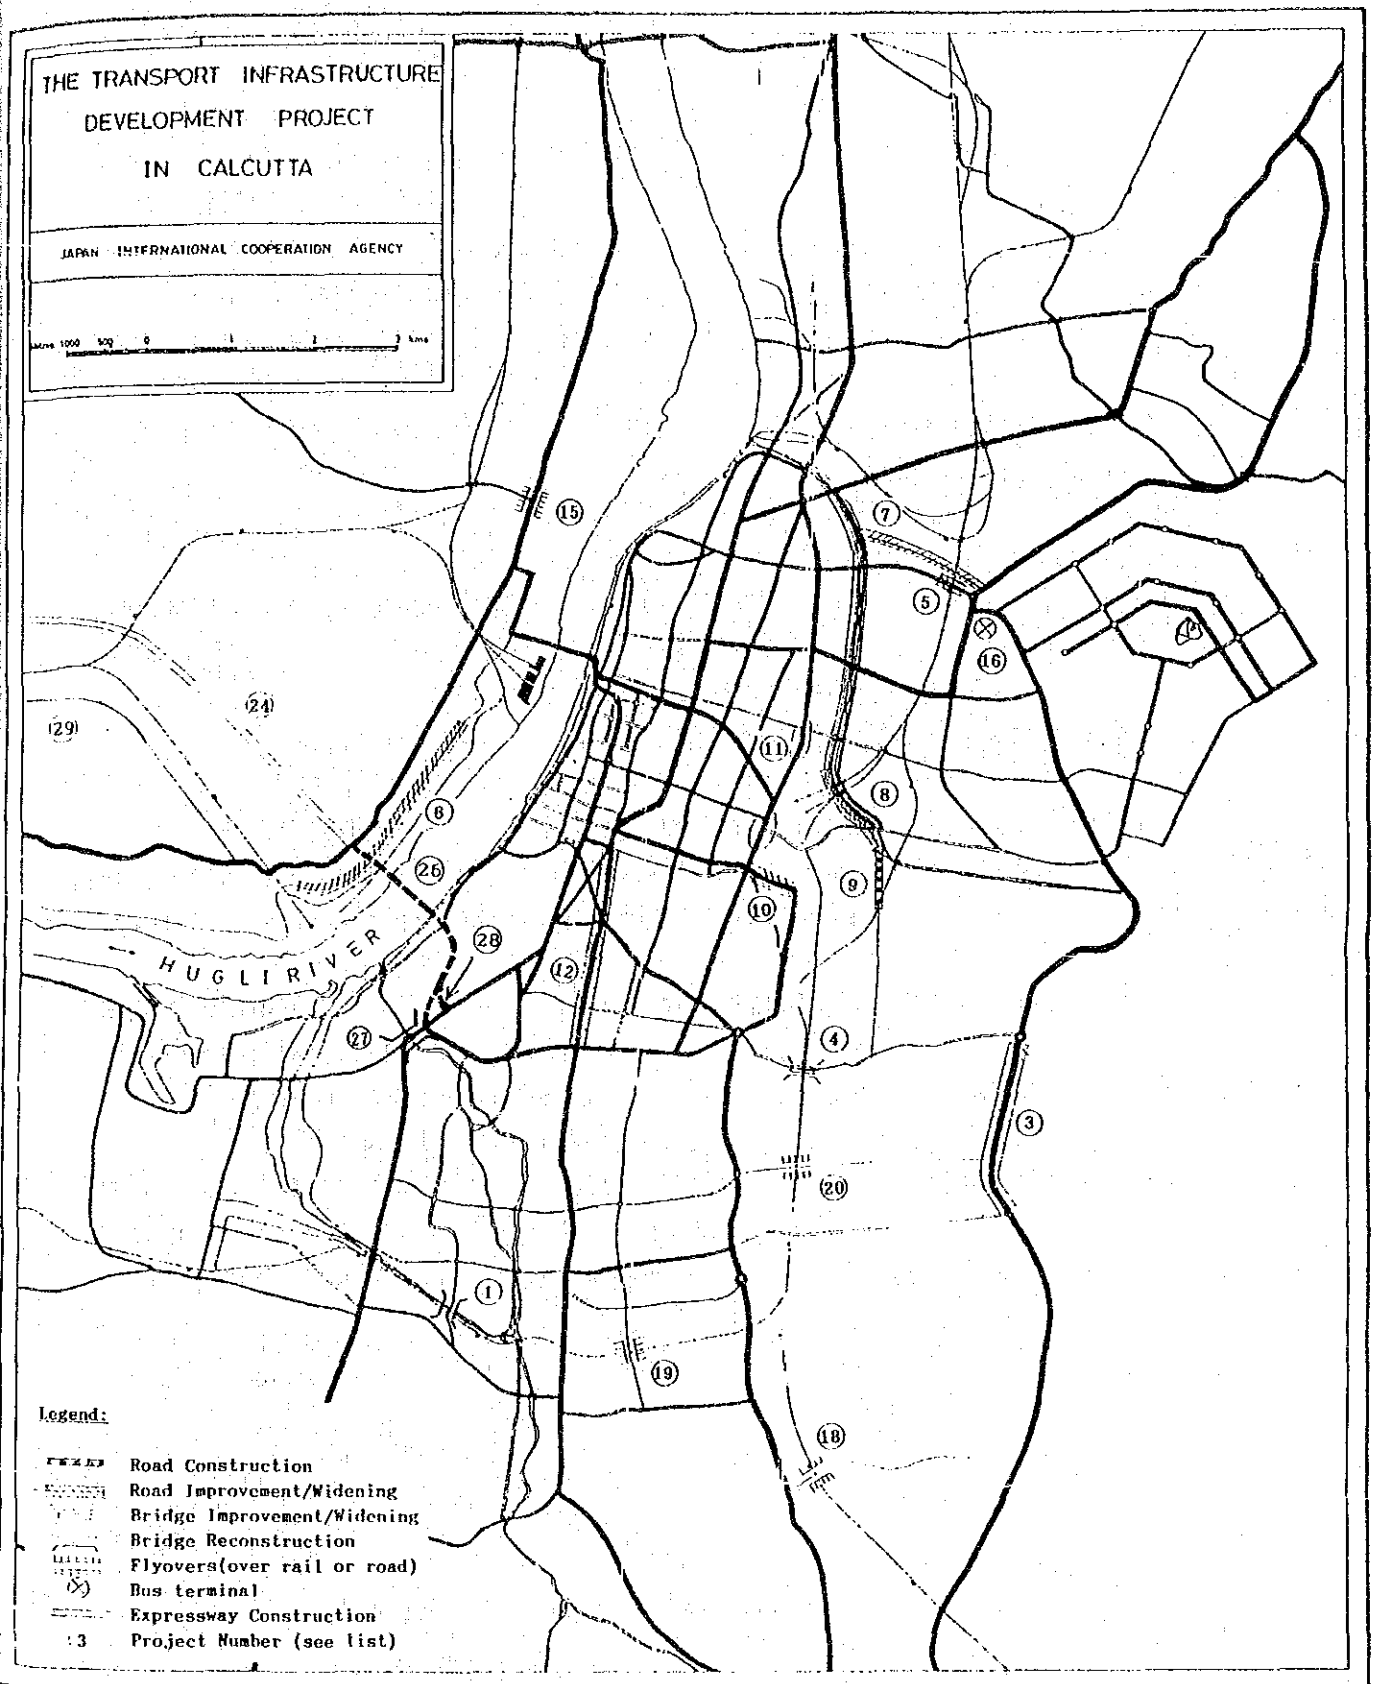 THE TRANSPORT INFRASTRUCTURE
DEVELOPMENT PROJECT
IN CALCUTTA
JAPAN INTERNATIONAL COOPERATION AGENCY
1000 500 0 1 2 3 kms
15
7
5
16
24
29
11
6
8
26
9
10
28
HUGLI RIVER
12
27
4
3
20
1
19
18
Legend:
Road Construction
Road Improvement/Widening
Bridge Improvement/Widening
Bridge Reconstruction
Flyovers(over rail or road)
Bus terminal
Expressway Construction
3 Project Number (see list)